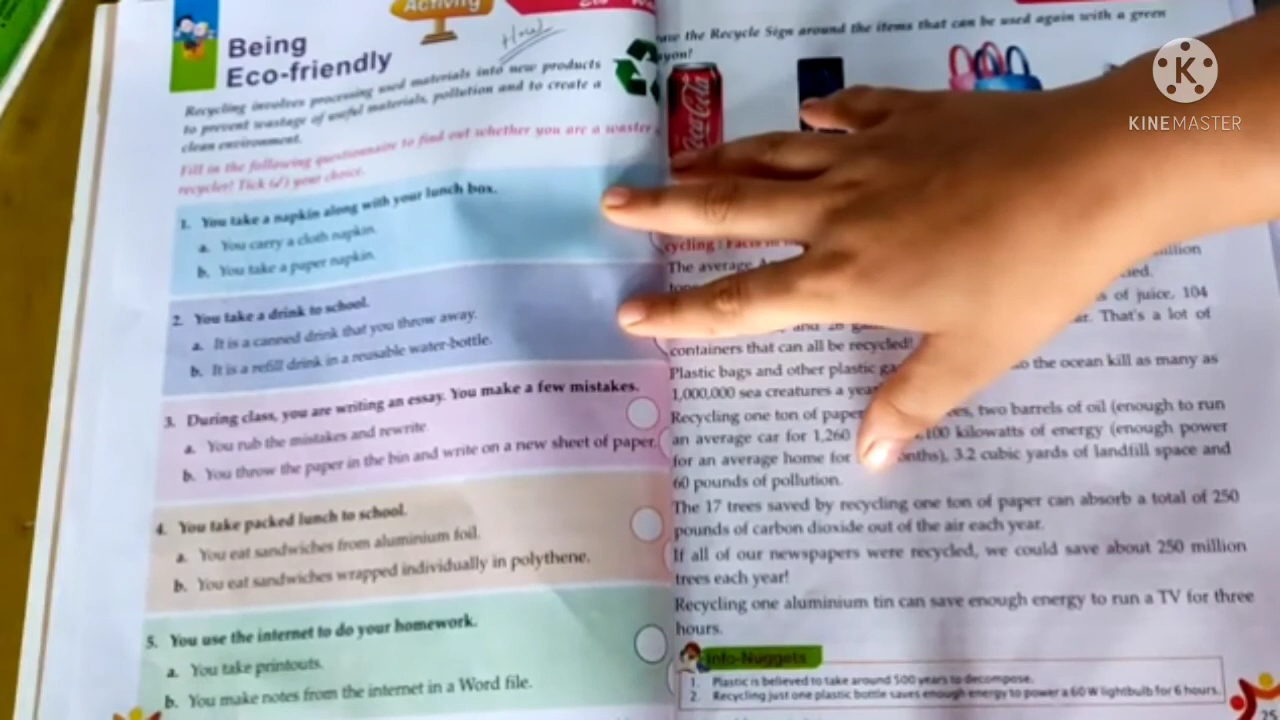 Activity
Being
Eco-friendly
Recycling involves processing used materials into new products
to prevent wastage of useful materials, pollution and to create a
clean environment.
Fill in the following questionnaire to find out whether you are a waster
recycler! Tick (✓) your choice.
1. You take a napkin along with your lunch box.
a. You carry a cloth napkin.
b. You take a paper napkin.
2. You take a drink to school.
a. It is a canned drink that you throw away.
b. It is a refill drink in a reusable water-bottle.
3. During class, you are writing an essay. You make a few mistakes.
a. You rub the mistakes and rewrite
b. You throw the paper in the bin and write on a new sheet of paper.
4. You take packed lunch to school.
a. You eat sandwiches from aluminium foil.
b. You eat sandwiches wrapped individually in polythene.
5. You use the internet to do your homework.
a. You take printouts.
b. You make notes from the internet in a Word file.
the Recycle Sign around the items that can be used again with a green
you!
Coca-Cola
KINEMASTER
The average
of juice, 104
That's a lot of
containers that can all be recycled!
Plastic bags and other plastic the ocean kill as many as
1,000,000 sea creatures a year
Recycling one ton of paper two barrels of oil (enough to run
an average car for 1,260 kilowatts of energy (enough power
for an average home for 3.2 cubic yards of landfill space and
60 pounds of pollution.
The 17 trees saved by recycling one ton of paper can absorb a total of 250
pounds of carbon dioxide out of the air each year.
If all of our newspapers were recycled, we could save about 250 million
trees each year!
Recycling one aluminium tin can save enough energy to run a TV for three
hours.
Info-Nuggets
1. Plastic is believed to take around 500 years to decompose.
2. Recycling just one plastic bottle saves enough energy to power a 60 W lightbulb for 6 hours.
25